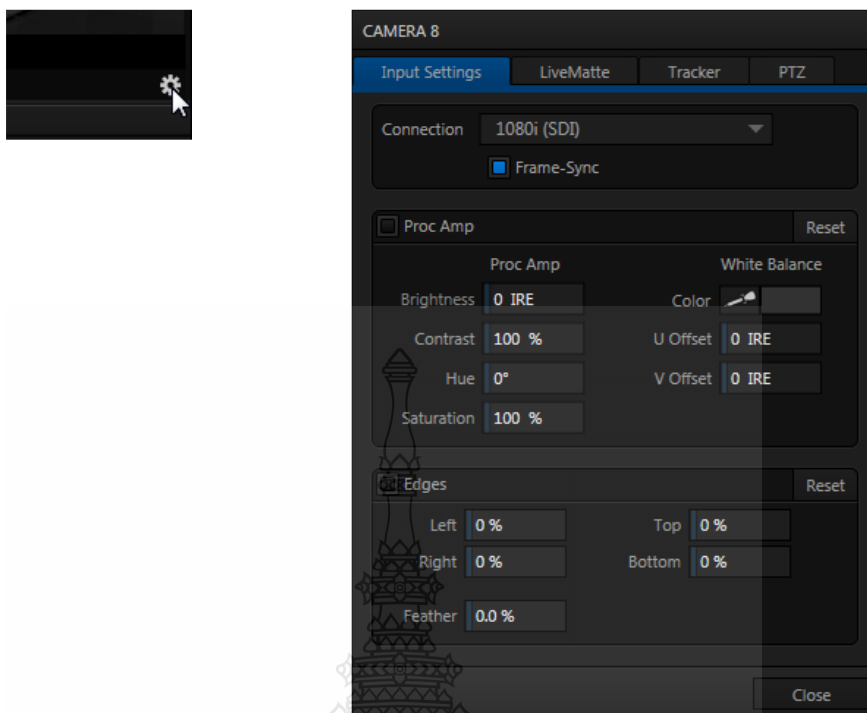 CAMERA 8
Input Settings LiveMatte Tracker PTZ
Connection 1080i (SDI)
Frame-Sync
Proc Amp Reset
Proc Amp White Balance
Brightness 0 IRE Color
Contrast 100 % U Offset 0 IRE
Hue 0° V Offset 0 IRE
Saturation 100 %
Edges Reset
Left 0 % Top 0 %
Right 0 % Bottom 0 %
Feather 0.0 %
Close